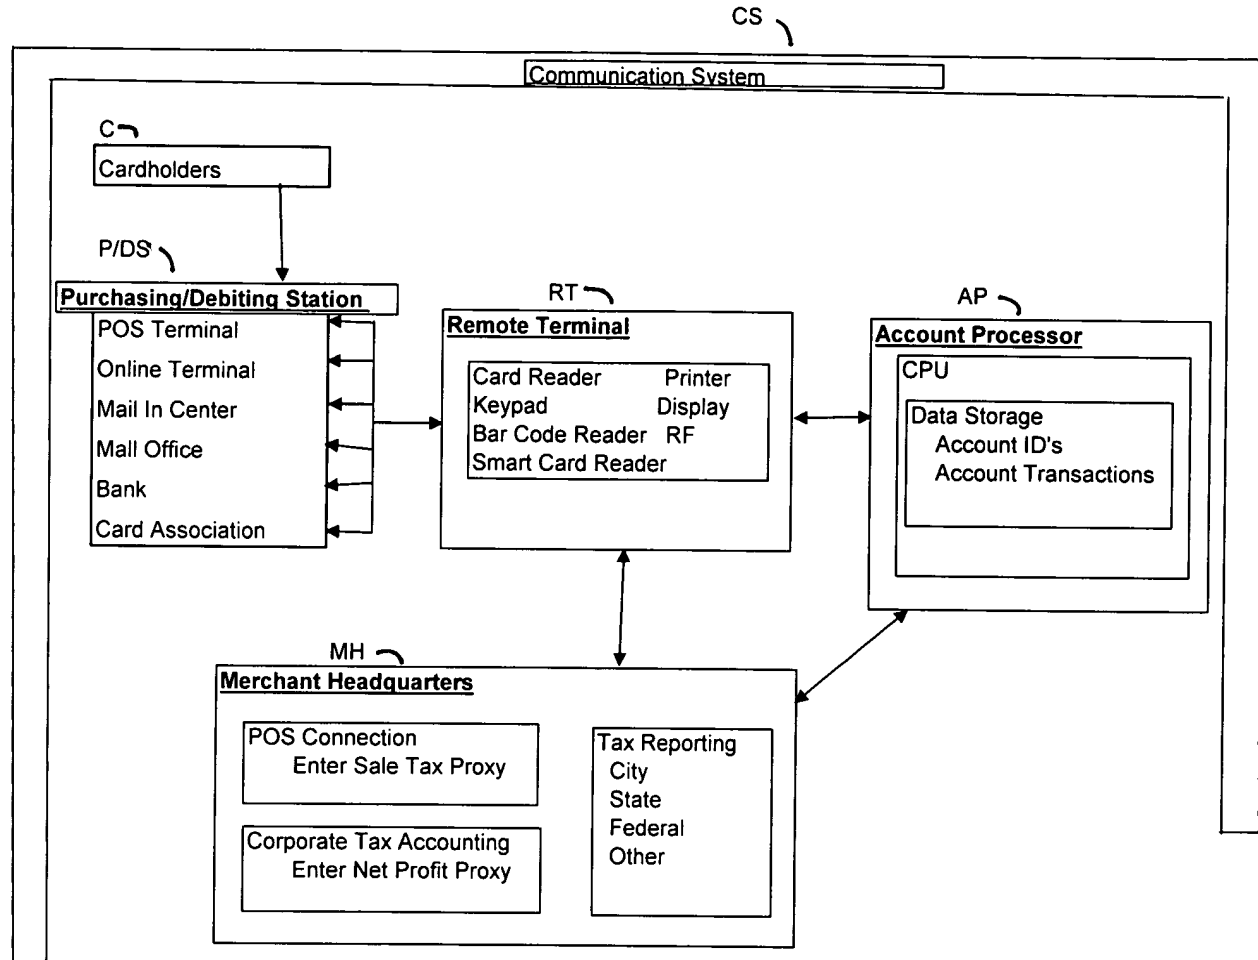 CS
Communication System
C
Cardholders
P/DS
Purchasing/Debiting Station
POS Terminal
Online Terminal
Mail In Center
Mall Office
Bank
Card Association
RT
Remote Terminal
Card Reader Printer
Keypad Display
Bar Code Reader RF
Smart Card Reader
AP
Account Processor
CPU
Data Storage
Account ID's
Account Transactions
MH
Merchant Headquarters
POS Connection
Enter Sale Tax Proxy
Corporate Tax Accounting
Enter Net Profit Proxy
Tax Reporting
City
State
Federal
Other